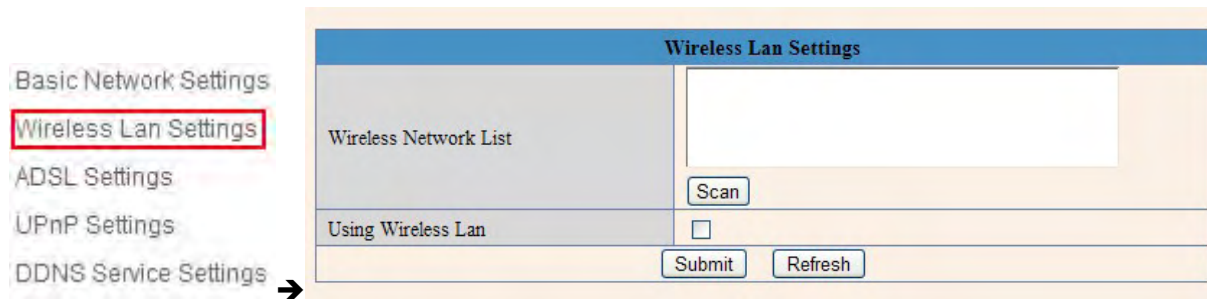 Basic Network Settings
Wireless Lan Settings
ADSL Settings
UPnP Settings
DDNS Service Settings
➔
Wireless Lan Settings
Wireless Network List
Scan
Using Wireless Lan
Submit Refresh